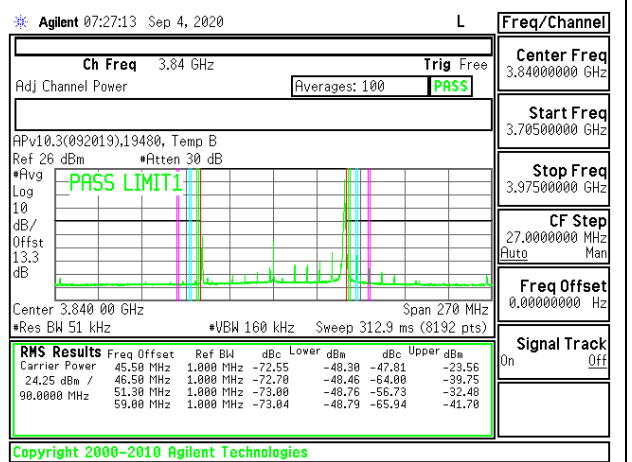 Agilent 07:27:13 Sep 4, 2020 L
Freq/Channel
Ch Freq 3.84 GHz Trig Free
Adj Channel Power Averages: 100 PASS
Center Freq
3.84000000 GHz
Start Freq
3.70500000 GHz
Stop Freq
3.97500000 GHz
CF Step
27.0000000 MHz
Auto Man
Freq Offset
0.00000000 Hz
Signal Track
On Off
APv10.3(092019),19480, Temp B
Ref 26 dBm #Atten 30 dB
#Avg
Log
10
dB/
Offst
13.3
dB
PASS LIMIT1
Center 3.840 00 GHz Span 270 MHz
#Res BW 51 kHz #VBW 160 kHz Sweep 312.9 ms (8192 pts)
RMS Results Freq Offset Ref BW dBc Lower dBm dBc Upper dBm
Carrier Power 45.50 MHz 1.000 MHz -72.55 -48.30 -47.81 -23.56
24.25 dBm / 46.50 MHz 1.000 MHz -72.70 -48.46 -64.00 -39.75
90.0000 MHz 51.30 MHz 1.000 MHz -73.00 -48.76 -56.73 -32.48
59.00 MHz 1.000 MHz -73.04 -48.79 -65.94 -41.70
Copyright 2000-2010 Agilent Technologies